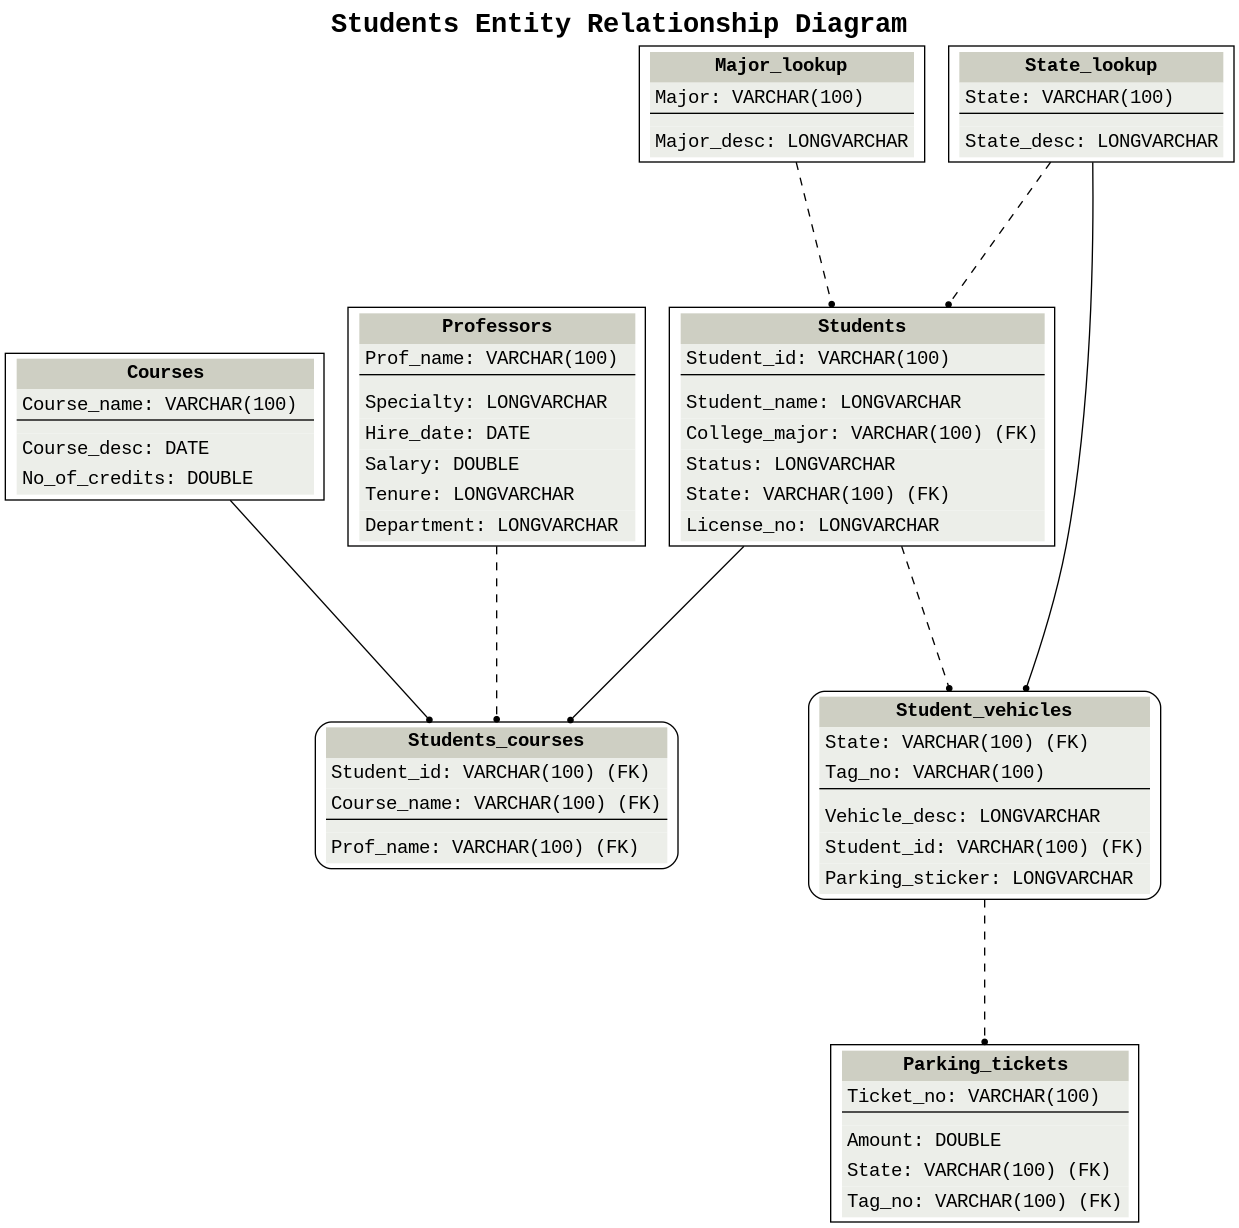 Students Entity Relationship Diagram
Major_lookup
Major: VARCHAR(100)
Major_desc: LONGVARCHAR
State_lookup
State: VARCHAR(100)
State_desc: LONGVARCHAR
Courses
Course_name: VARCHAR(100)
Course_desc: DATE
No_of_credits: DOUBLE
Professors
Prof_name: VARCHAR(100)
Specialty: LONGVARCHAR
Hire_date: DATE
Salary: DOUBLE
Tenure: LONGVARCHAR
Department: LONGVARCHAR
Students
Student_id: VARCHAR(100)
Student_name: LONGVARCHAR
College_major: VARCHAR(100) (FK)
Status: LONGVARCHAR
State: VARCHAR(100) (FK)
License_no: LONGVARCHAR
Students_courses
Student_id: VARCHAR(100) (FK)
Course_name: VARCHAR(100) (FK)
Prof_name: VARCHAR(100) (FK)
Student_vehicles
State: VARCHAR(100) (FK)
Tag_no: VARCHAR(100)
Vehicle_desc: LONGVARCHAR
Student_id: VARCHAR(100) (FK)
Parking_sticker: LONGVARCHAR
Parking_tickets
Ticket_no: VARCHAR(100)
Amount: DOUBLE
State: VARCHAR(100) (FK)
Tag_no: VARCHAR(100) (FK)